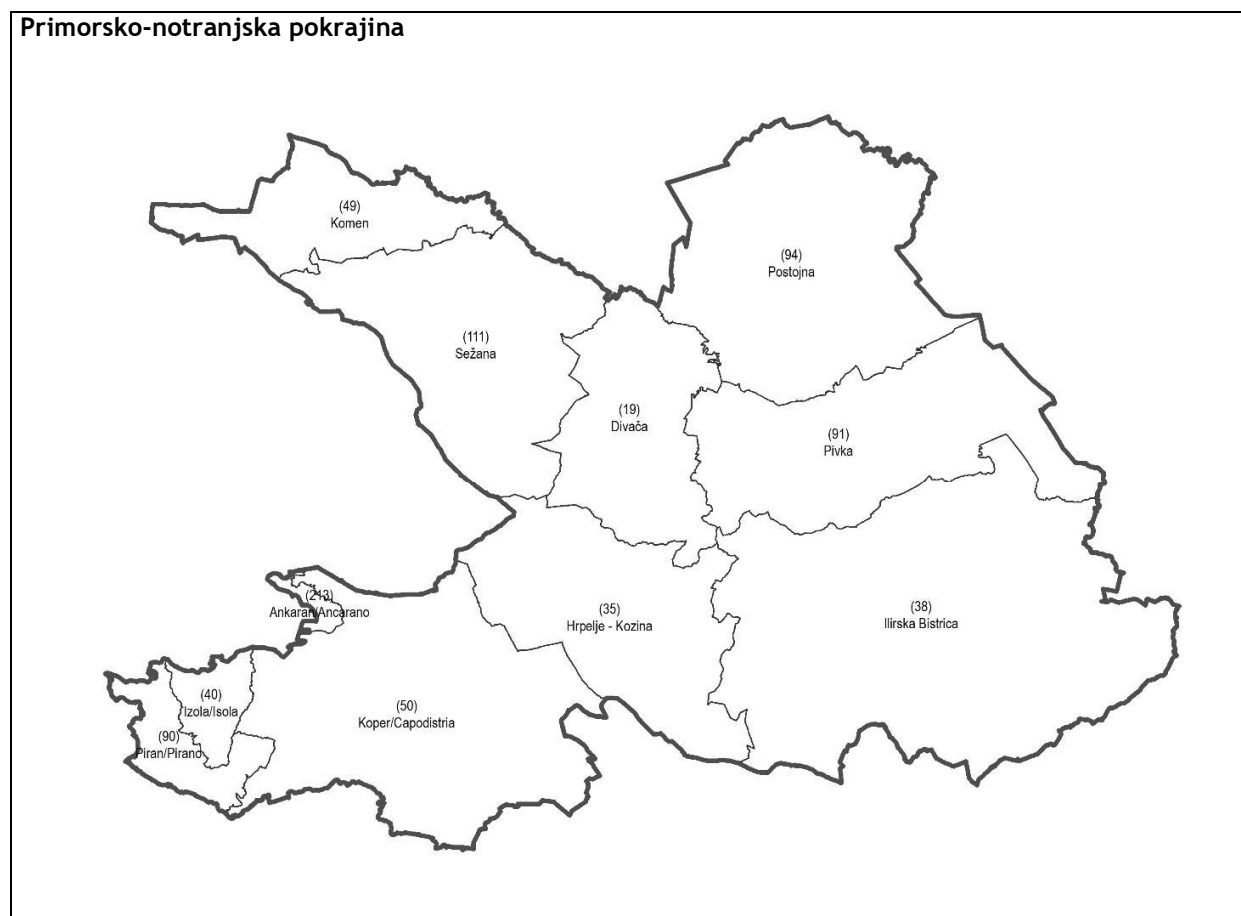 Primorsko-notranjska pokrajina
(49)
Komen
(94)
Postojna
(111)
Sežana
(19)
Divača
(91)
Pivka
(213)
Ankaran/Ancarano
(35)
Hrpelje - Kozina
(38)
Ilirska Bistrica
(40)
Izola/Isola
(50)
Koper/Capodistria
(90)
Piran/Pirano